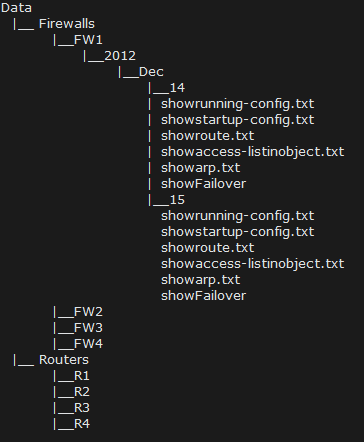 Data
|__ Firewalls
|__FW1
|__2012
|__Dec
|__14
| showrunning-config.txt
| showstartup-config.txt
| showroute.txt
| showaccess-listinobject.txt
| showarp.txt
| showFailover
|__15
showrunning-config.txt
showstartup-config.txt
showroute.txt
showaccess-listinobject.txt
showarp.txt
showFailover
|__FW2
|__FW3
|__FW4
|__ Routers
|__R1
|__R2
|__R3
|__R4